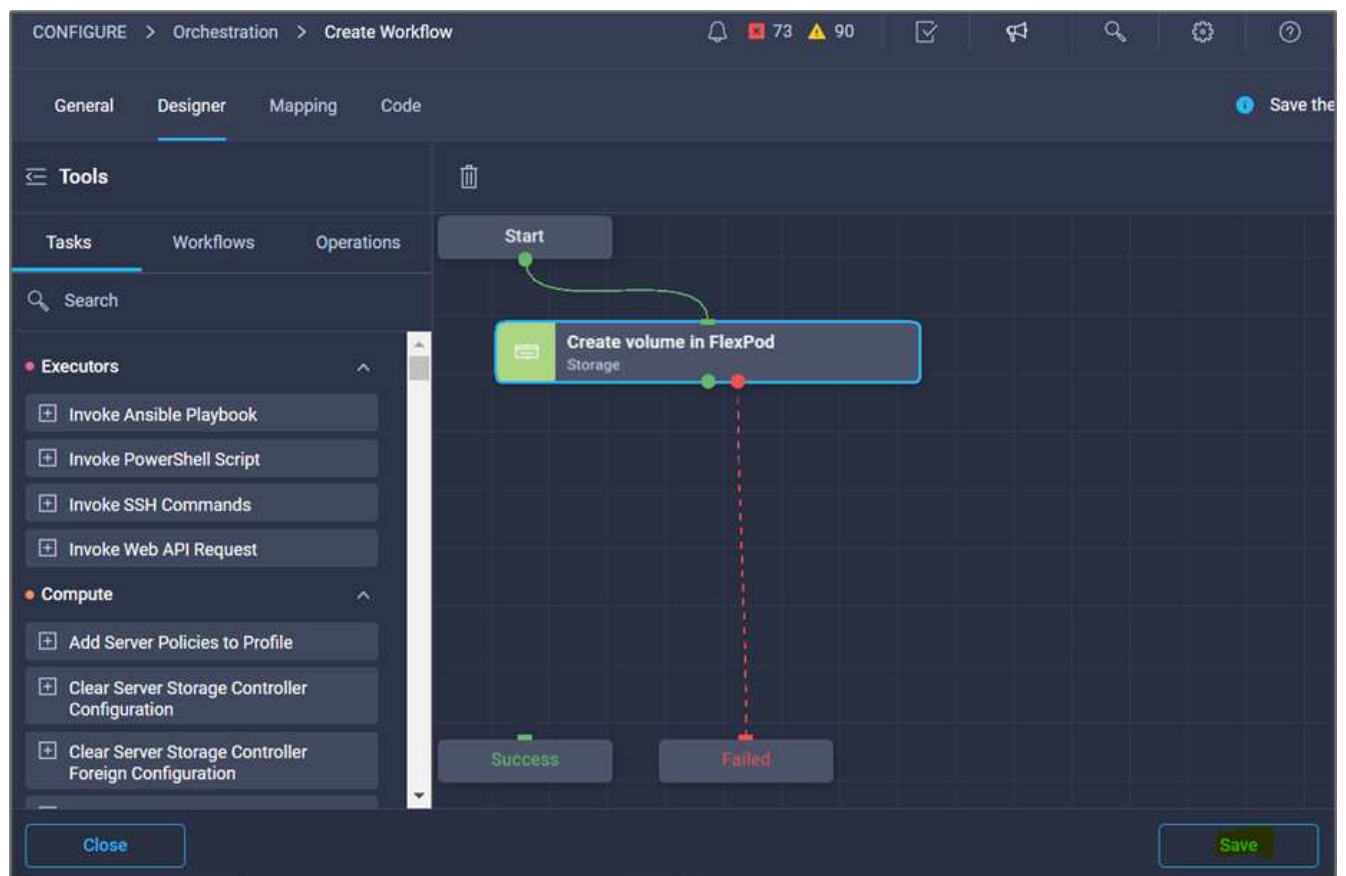 CONFIGURE > Orchestration > Create Workflow 73 90
General Designer Mapping Code Save the
Tools
Tasks Workflows Operations
Search
Executors
Invoke Ansible Playbook
Invoke PowerShell Script
Invoke SSH Commands
Invoke Web API Request
Compute
Add Server Policies to Profile
Clear Server Storage Controller
Configuration
Clear Server Storage Controller
Foreign Configuration
Start
Create volume in FlexPod
Storage
Success Failed
Close Save